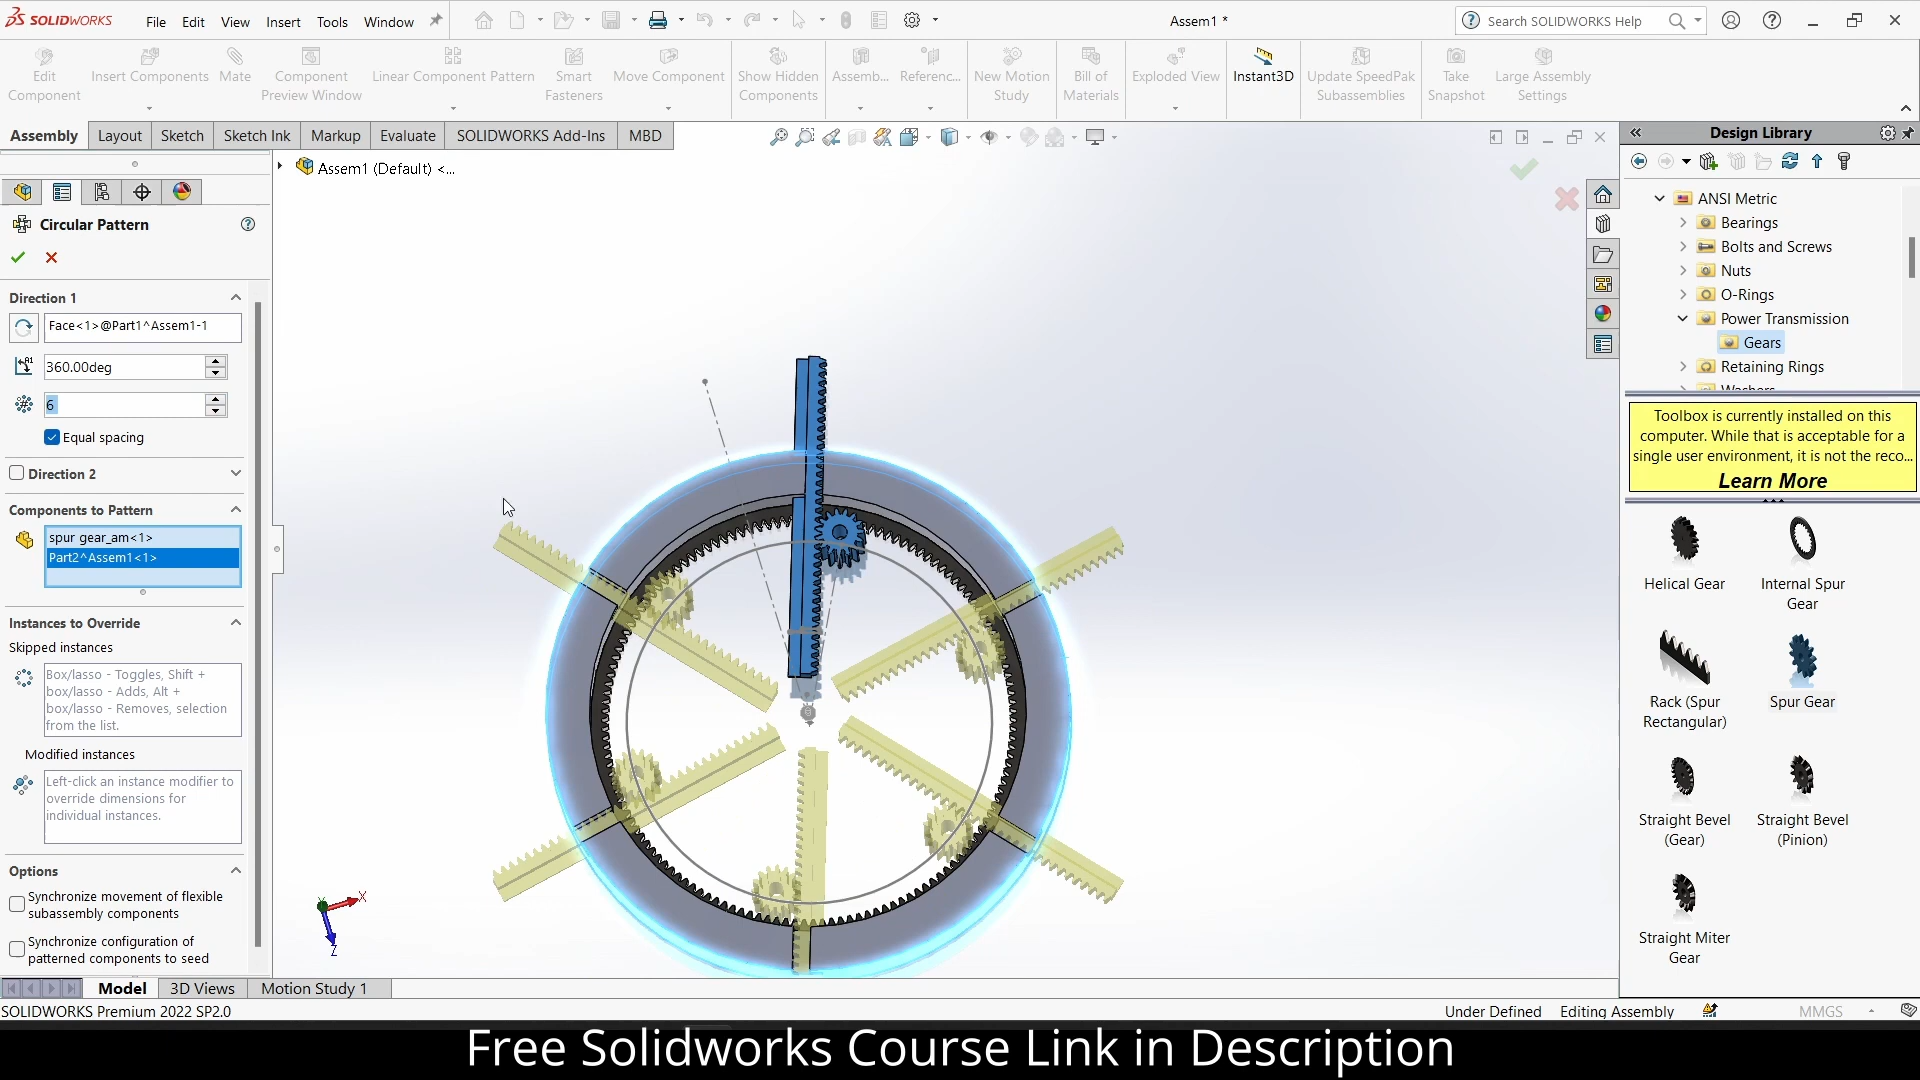 SOLIDWORKS
File Edit View Insert Tools Window
Assem1 *
Search SOLIDWORKS Help
Edit Component
Insert Components
Mate
Component Preview Window
Linear Component Pattern
Smart Fasteners
Move Component
Show Hidden Components
Assemb...
Referenc...
New Motion Study
Bill of Materials
Exploded View
Instant3D
Update SpeedPak Subassemblies
Take Snapshot
Large Assembly Settings
Assembly Layout Sketch Sketch Ink Markup Evaluate SOLIDWORKS Add-Ins MBD
Assem1 (Default) <...
Circular Pattern
Direction 1
Face<1>@Part1^Assem1-1
360.00deg
6
Equal spacing
Direction 2
Components to Pattern
spur gear_am<1>
Part2^Assem1<1>
Instances to Override
Skipped instances
Box/lasso - Toggles, Shift +
box/lasso - Adds, Alt +
box/lasso - Removes, selection
from the list.
Modified instances
Left-click an instance modifier to
override dimensions for
individual instances.
Options
Synchronize movement of flexible
subassembly components
Synchronize configuration of
patterned components to seed
X
Z
Model 3D Views Motion Study 1
SOLIDWORKS Premium 2022 SP2.0
Under Defined Editing Assembly MMGS
Design Library
ANSI Metric
Bearings
Bolts and Screws
Nuts
O-Rings
Power Transmission
Gears
Retaining Rings
Washers
Toolbox is currently installed on this
computer. While that is acceptable for a
single user environment, it is not the reco...
Learn More
Helical Gear
Internal Spur Gear
Rack (Spur Rectangular)
Spur Gear
Straight Bevel (Gear)
Straight Bevel (Pinion)
Straight Miter Gear
Free Solidworks Course Link in Description